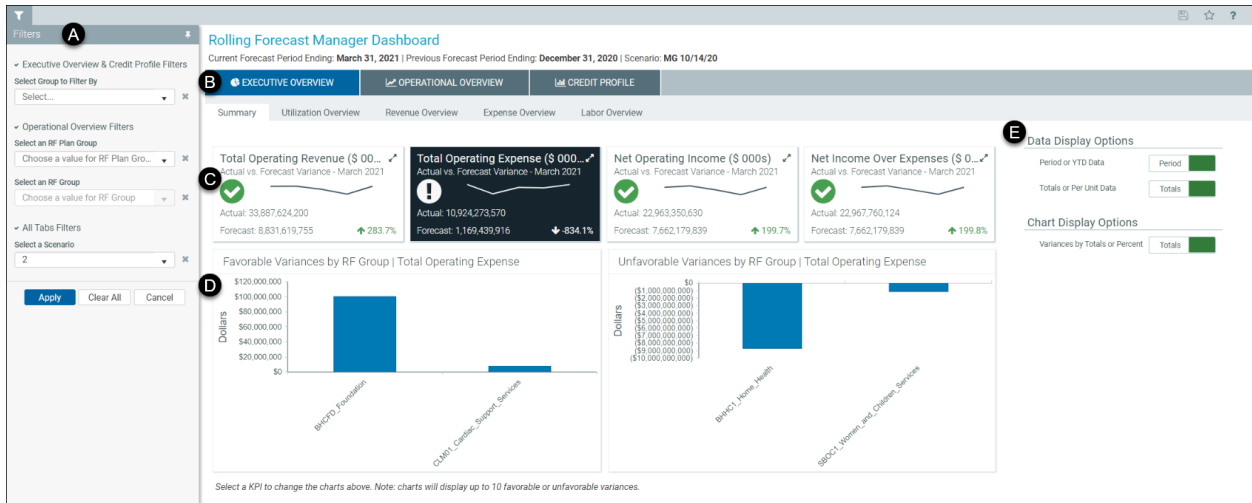 ?
Filters
A
Executive Overview & Credit Profile Filters
Select Group to Filter By
Select...
Operational Overview Filters
Select an RF Plan Group
Choose a value for RF Plan Gro...
Select an RF Group
Choose a value for RF Group
All Tabs Filters
Select a Scenario
2
Apply Clear All Cancel
Rolling Forecast Manager Dashboard
Current Forecast Period Ending: March 31, 2021 | Previous Forecast Period Ending: December 31, 2020 | Scenario: MG 10/14/20
B
EXECUTIVE OVERVIEW OPERATIONAL OVERVIEW CREDIT PROFILE
Summary Utilization Overview Revenue Overview Expense Overview Labor Overview
C
Total Operating Revenue ($ 00...
Actual vs. Forecast Variance - March 2021
Actual: 33,887,624,200
Forecast: 8,831,619,755 283.7%
Total Operating Expense ($ 000...
Actual vs. Forecast Variance - March 2021
Actual: 10,924,273,570
Forecast: 1,169,439,916 -834.1%
Net Operating Income ($ 000s)
Actual vs. Forecast Variance - March 2021
Actual: 22,963,350,630
Forecast: 7,662,179,839 199.7%
Net Income Over Expenses ($ 0...
Actual vs. Forecast Variance - March 2021
Actual: 22,967,760,124
Forecast: 7,662,179,839 199.8%
D
Favorable Variances by RF Group | Total Operating Expense
Dollars
$120,000,000
$100,000,000
$80,000,000
$60,000,000
$40,000,000
$20,000,000
$0
BHCFD_Foundation
CLM01_Cardiac_Support_Services
Unfavorable Variances by RF Group | Total Operating Expense
Dollars
$0
($1,000,000,000)
($2,000,000,000)
($3,000,000,000)
($4,000,000,000)
($5,000,000,000)
($6,000,000,000)
($7,000,000,000)
($8,000,000,000)
($9,000,000,000)
($10,000,000,000)
BHHC1_Home_Health
SBOC1_Women_and_Children_Services
Select a KPI to change the charts above. Note: charts will display up to 10 favorable or unfavorable variances.
E
Data Display Options
Period or YTD Data Period
Totals or Per Unit Data Totals
Chart Display Options
Variances by Totals or Percent Totals